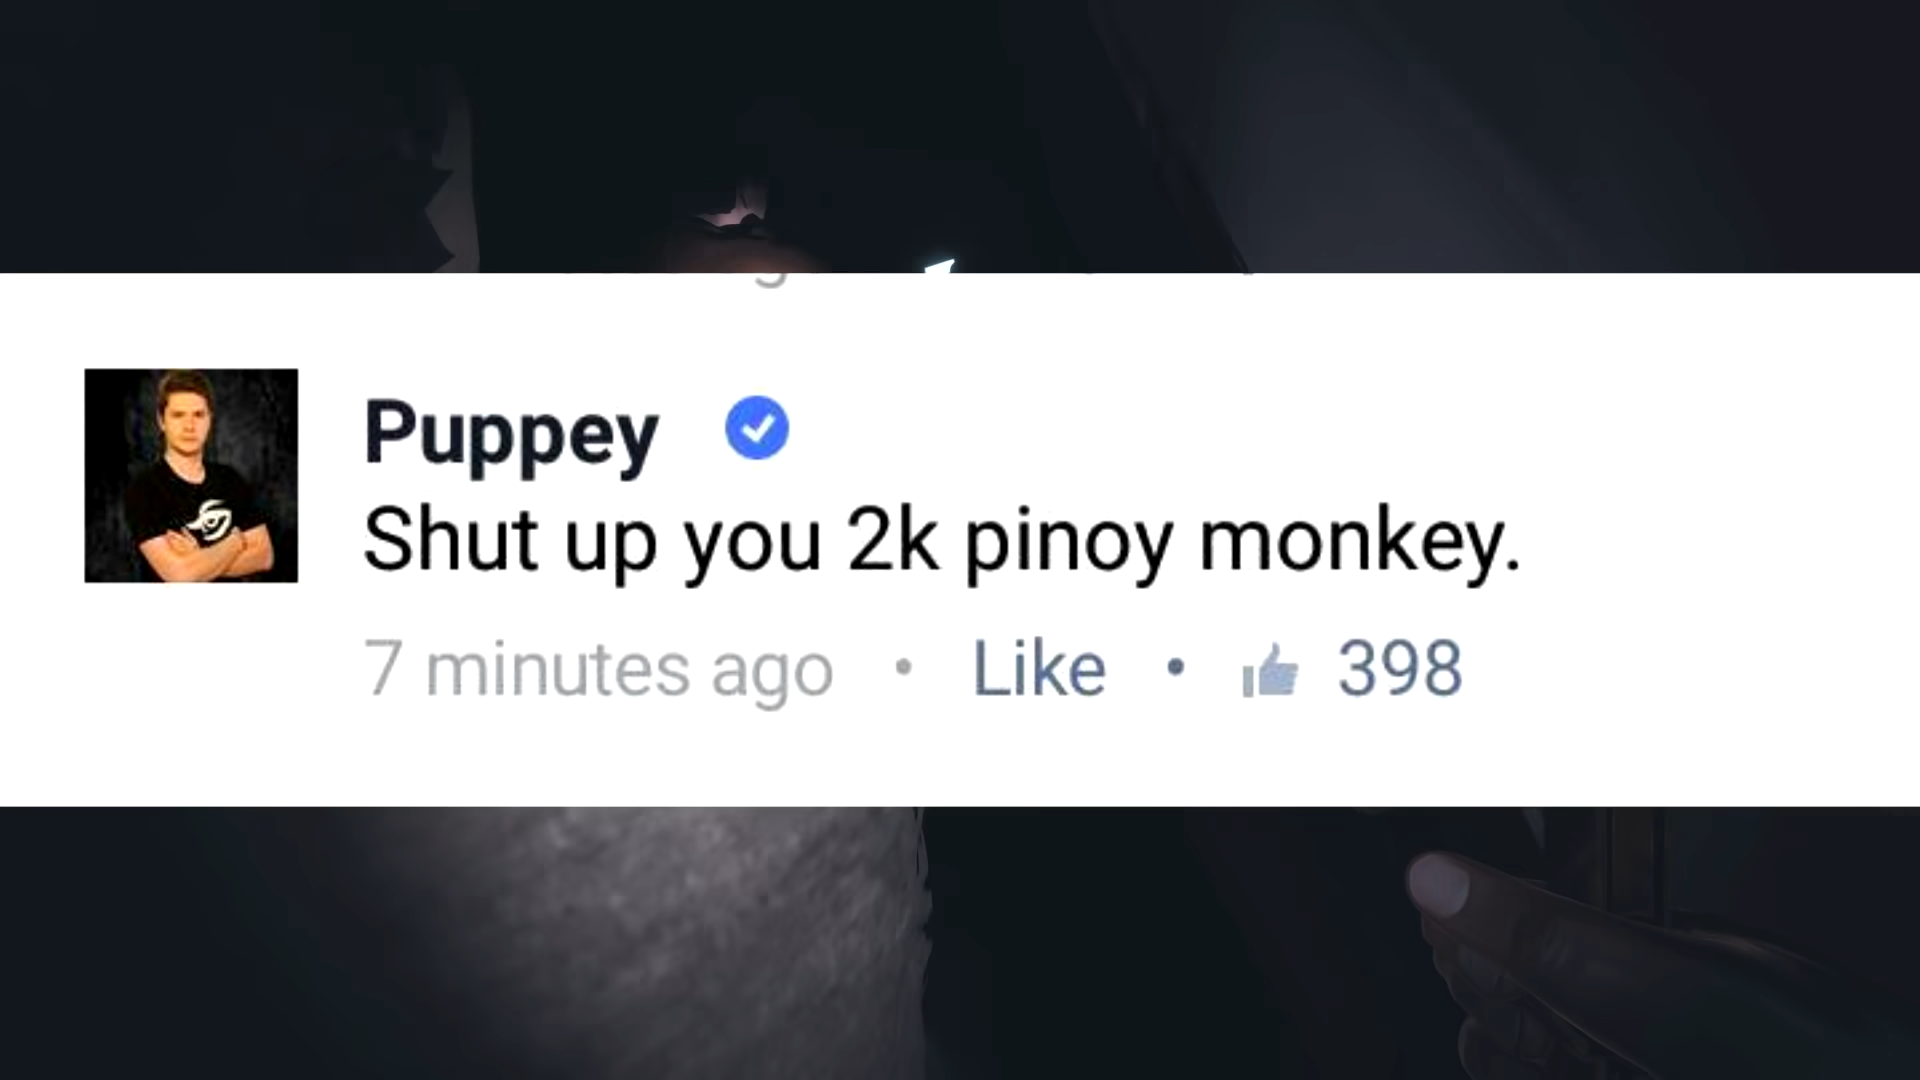 Puppey
Shut up you 2k pinoy monkey.
7 minutes ago • Like • 398